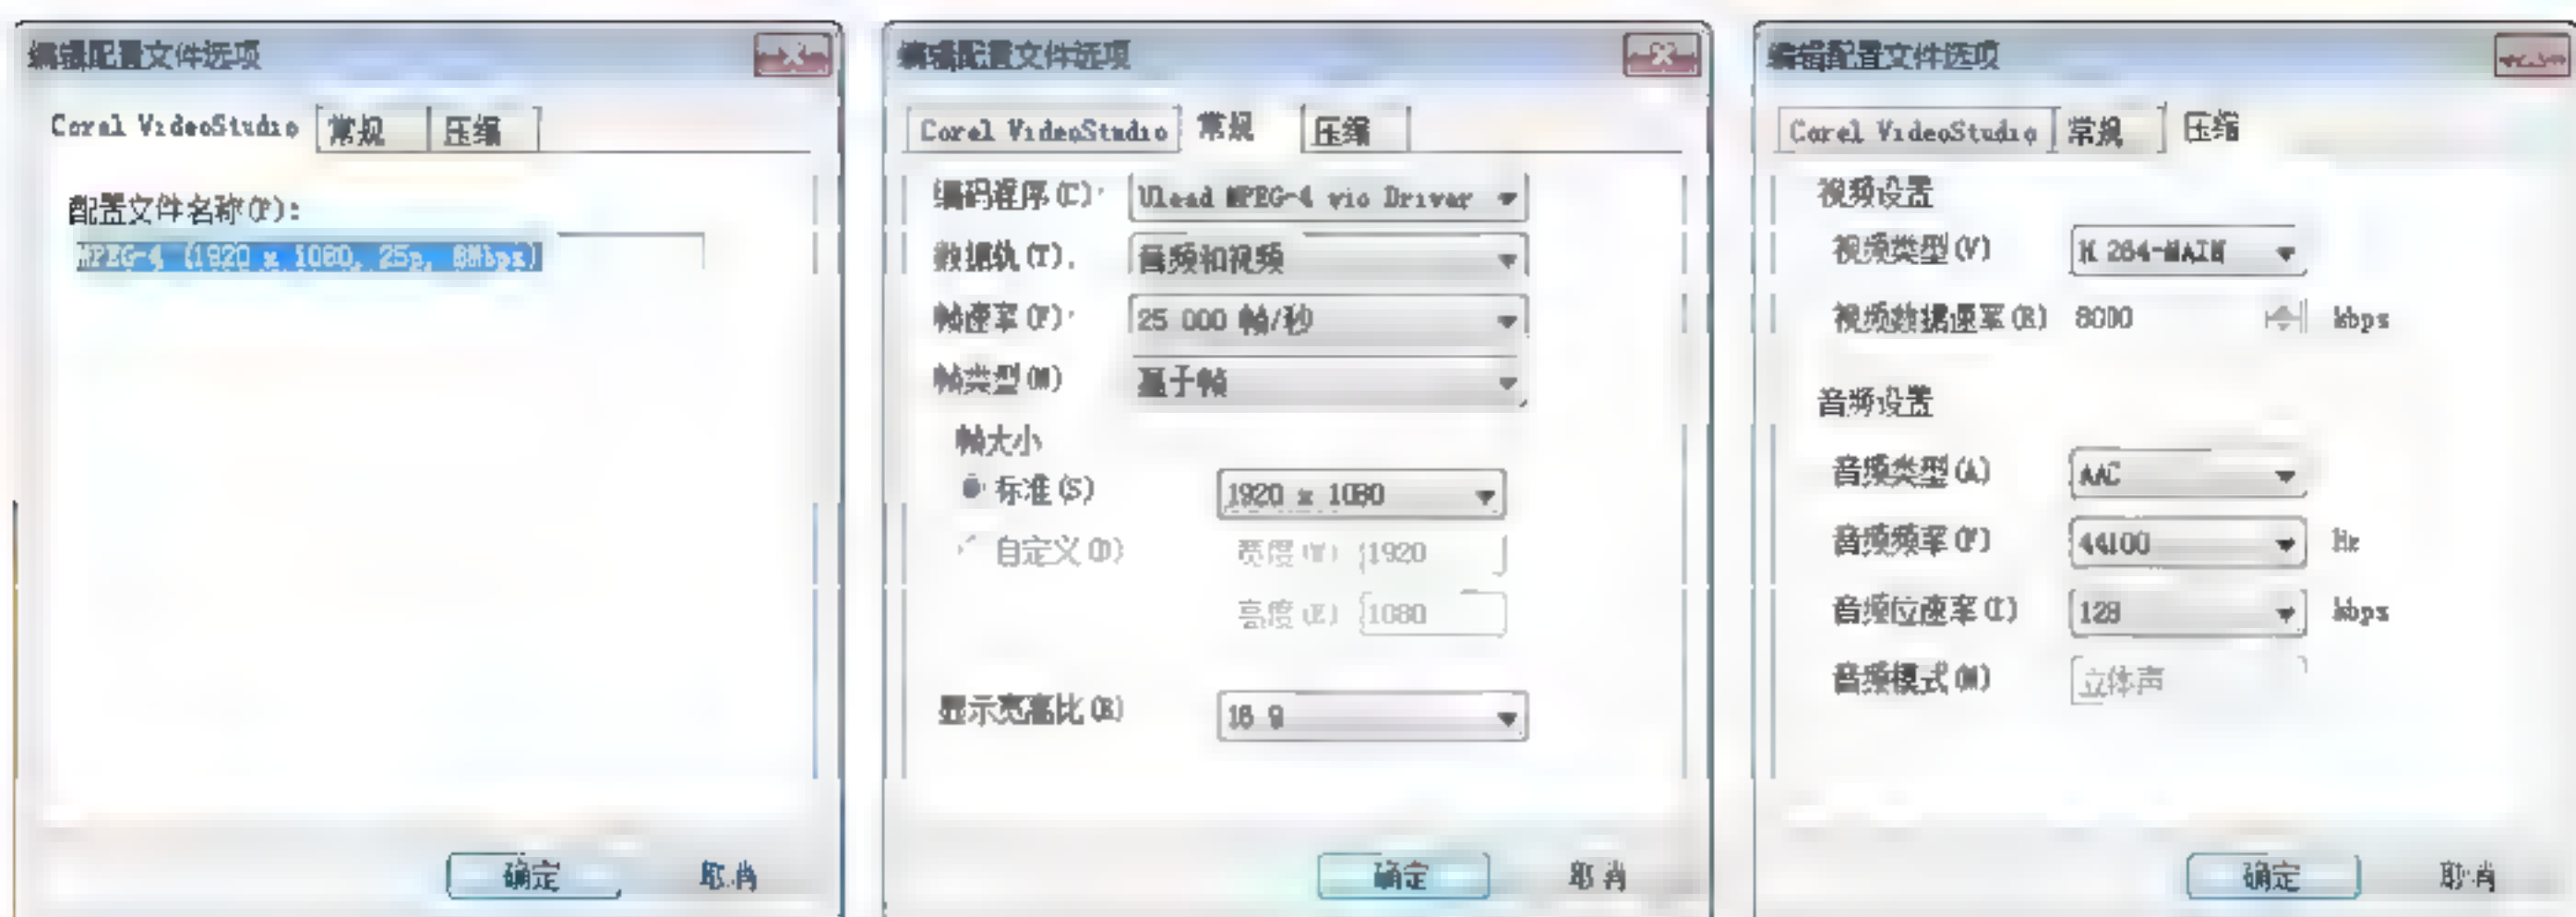 编辑配置文件选项
Corel VideoStudio 常规 压缩
配置文件名称(P):
MPEG-4 (1920 x 1080, 25p, 8Mbps)
确定 取消
编辑配置文件选项
Corel VideoStudio 常规 压缩
编码程序(C): Ulead MPEG-4 vio Driver
数据轨(T): 音频和视频
帧速率(F): 25.000 帧/秒
帧类型(M) 基于帧
帧大小
标准(S) 1920 x 1080
自定义(D) 宽度(W) 1920
高度(E) 1080
显示宽高比(R) 16:9
确定 取消
编辑配置文件选项
Corel VideoStudio 常规 压缩
视频设置
视频类型(V) H.264-MAIN
视频数据速率(R) 8000 kbps
音频设置
音频类型(A) AAC
音频频率(F) 44100 Hz
音频位速率(I) 128 kbps
音频模式(M) 立体声
确定 取消